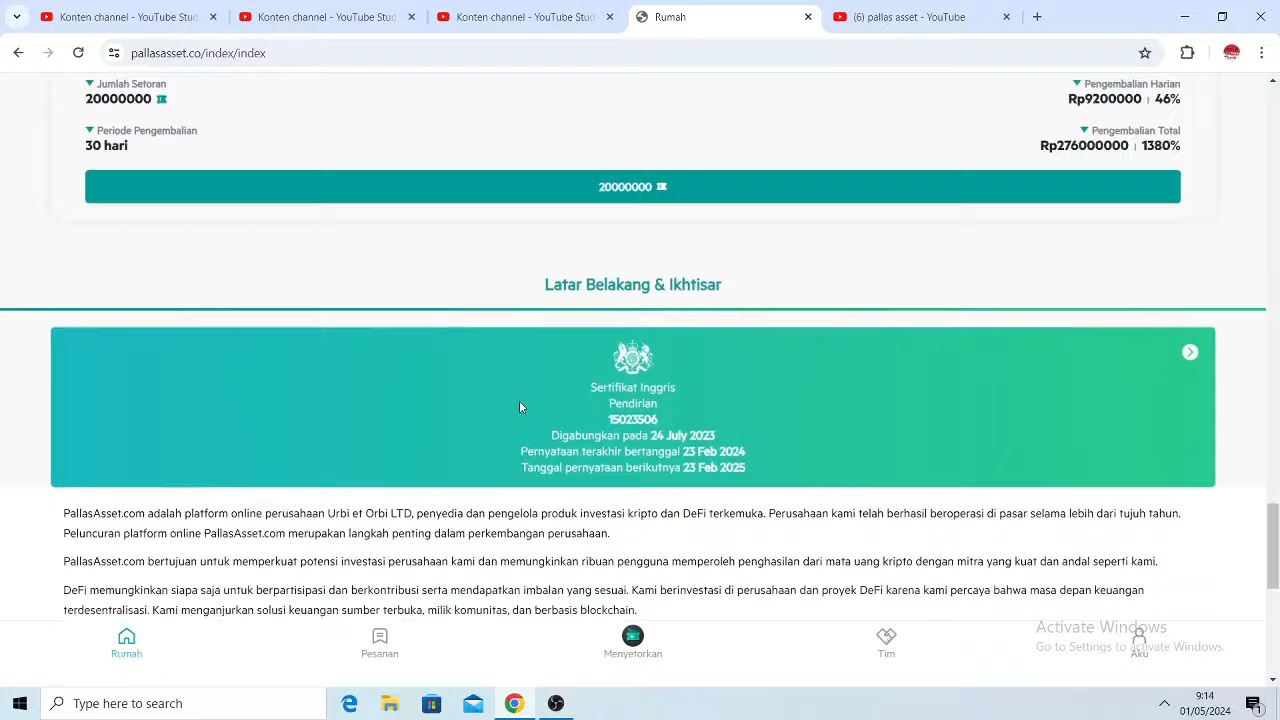 Konten channel - YouTube Stud
Konten channel - YouTube Stud
Konten channel - YouTube Stud
Rumah
(6) pallas asset - YouTube
pallasasset.co/index/index
Jumlah Setoran
20000000
Pengembalian Harian
Rp9200000 | 46%
Periode Pengembalian
30 hari
Pengembalian Total
Rp276000000 | 1380%
20000000
Latar Belakang & Ikhtisar
Sertifikat Inggris
Pendirian
15023506
Digabungkan pada 24 July 2023
Pernyataan terakhir bertanggal 23 Feb 2024
Tanggal pernyataan berikutnya 23 Feb 2025
PallasAsset.com adalah platform online perusahaan Urbi et Orbi LTD, penyedia dan pengelola produk investasi kripto dan DeFi terkemuka. Perusahaan kami telah berhasil beroperasi di pasar selama lebih dari tujuh tahun.
Peluncuran platform online PallasAsset.com merupakan langkah penting dalam perkembangan perusahaan.
PallasAsset.com bertujuan untuk memperkuat potensi investasi perusahaan kami dan memungkinkan ribuan pengguna memperoleh penghasilan dari mata uang kripto dengan mitra yang kuat dan andal seperti kami.
DeFi memungkinkan siapa saja untuk berpartisipasi dan berkontribusi serta mendapatkan imbalan yang sesuai. Kami berinvestasi di perusahaan dan proyek DeFi karena kami percaya bahwa masa depan keuangan
terdesentralisasi. Kami menganjurkan solusi keuangan sumber terbuka, milik komunitas, dan berbasis blockchain.
Rumah
Pesanan
Menyetorkan
Tim
Aku
Activate Windows
Go to Settings to activate Windows.
Type here to search
9:14
01/05/2024